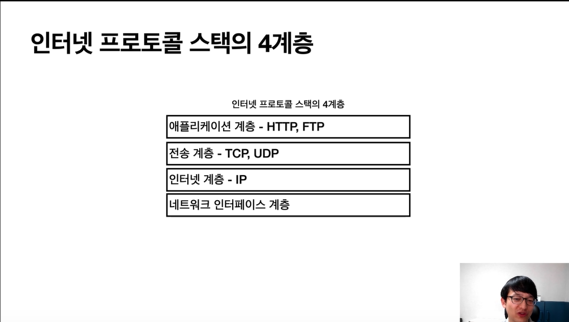 인터넷 프로토콜 스택의 4계층
인터넷 프로토콜 스택의 4계층
애플리케이션 계층 - HTTP, FTP
전송 계층 - TCP, UDP
인터넷 계층 - IP
네트워크 인터페이스 계층